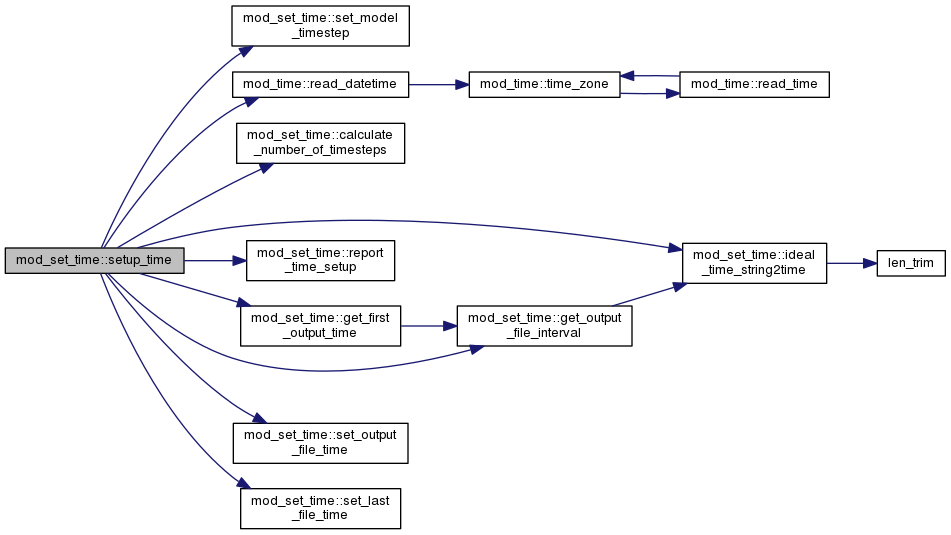 mod_set_time::set_model
_timestep
mod_time::read_datetime
mod_time::time_zone
mod_time::read_time
mod_set_time::calculate
_number_of_timesteps
mod_set_time::setup_time
mod_set_time::report
_time_setup
mod_set_time::ideal
_time_string2time
len_trim
mod_set_time::get_first
_output_time
mod_set_time::get_output
_file_interval
mod_set_time::set_output
_file_time
mod_set_time::set_last
_file_time